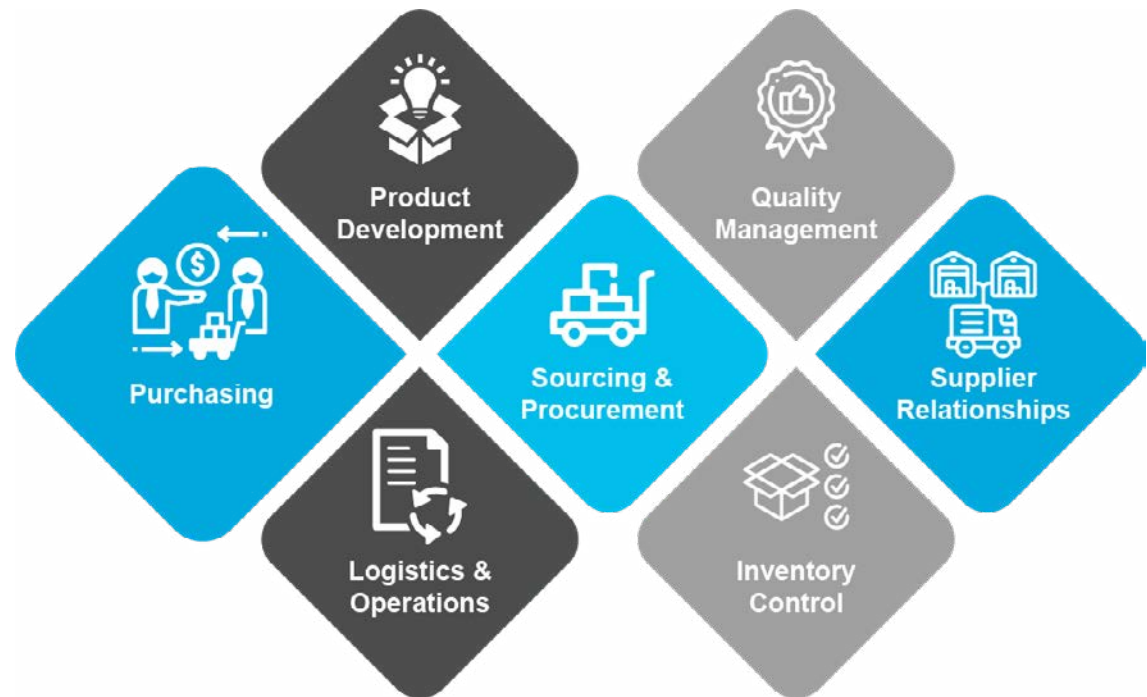 Product
Development
Quality
Management
Purchasing
Sourcing &
Procurement
Supplier
Relationships
Logistics &
Operations
Inventory
Control